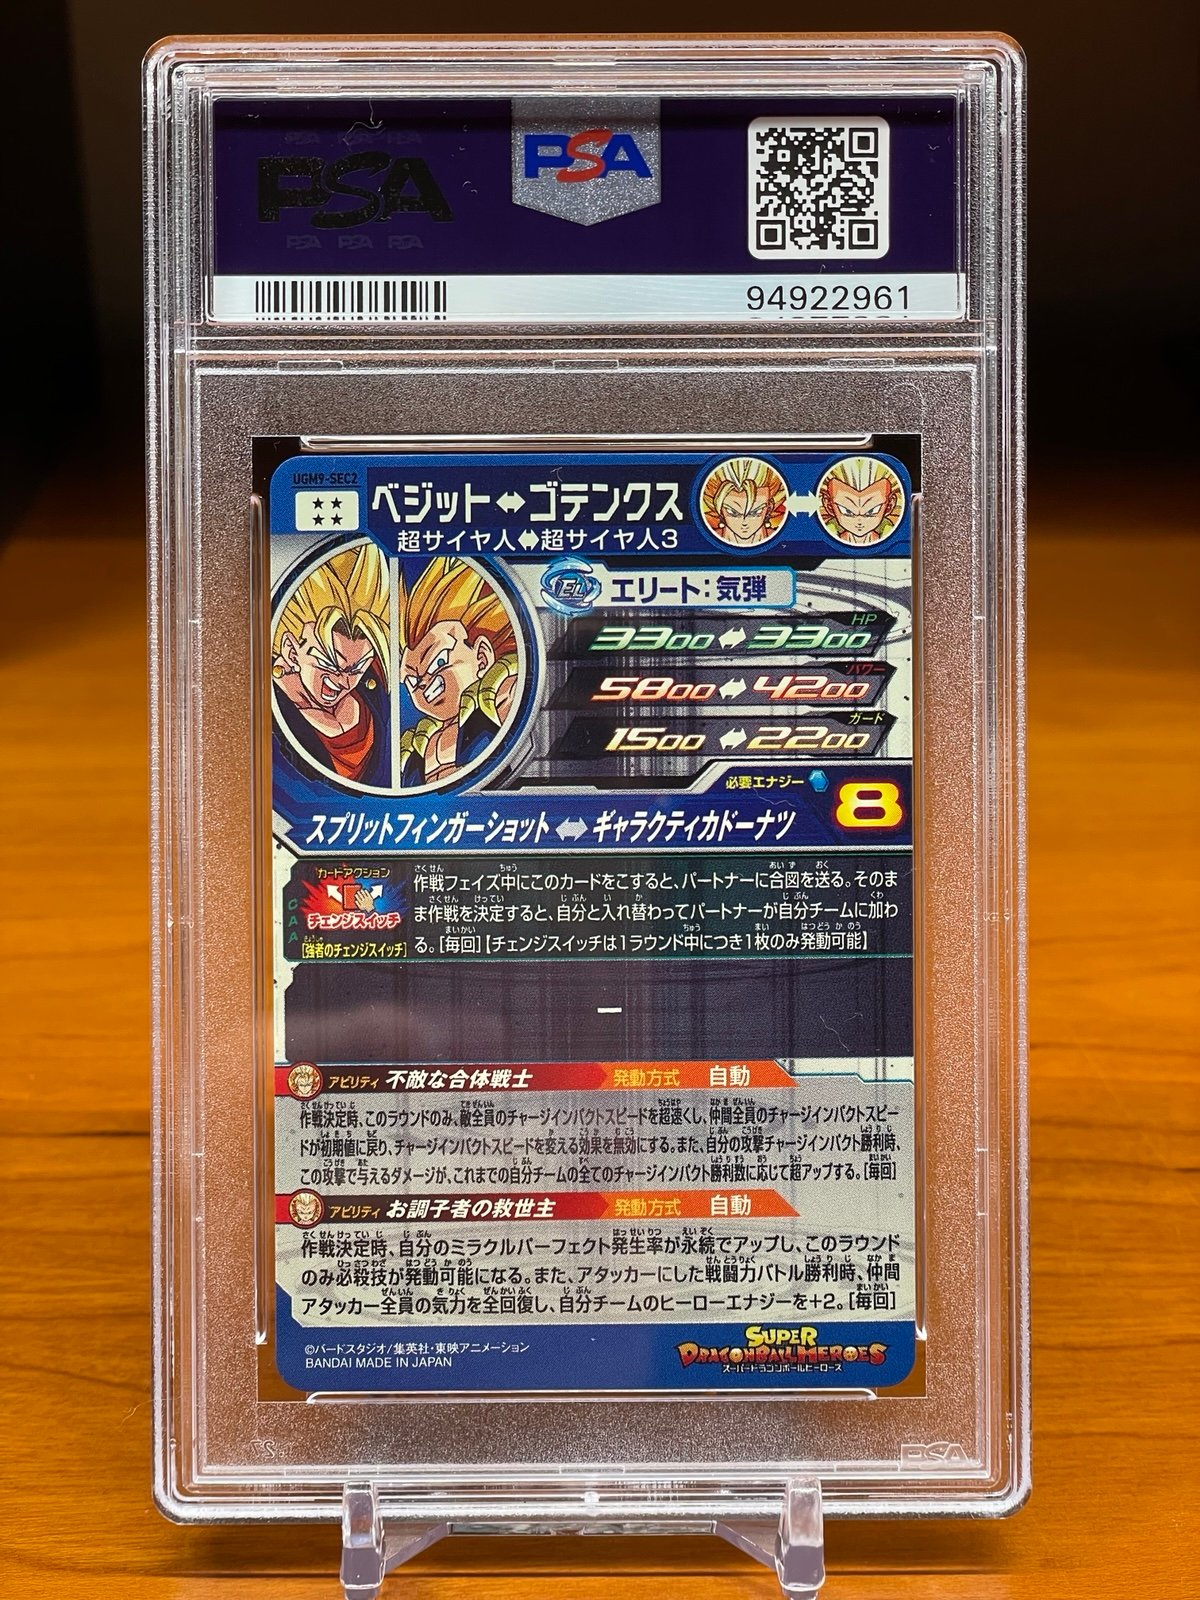 PSA
PSA
94922961
UGM9-SEC2
ベジット⇔ゴテンクス
超サイヤ人⇔超サイヤ人3
EL エリート:気弾
HP
3300⇔3300
パワー
5800⇔4200
ガード
1500⇔2200
必要エナジー 8
スプリットフィンガーショット⇔ギャラクティカドーナツ
CAA
カードアクション
チェンジスイッチ
[強者のチェンジスイッチ]
作戦フェイズ中にこのカードをこすると、パートナーに合図を送る。そのま
ま作戦を決定すると、自分と入れ替わってパートナーが自分チームに加わ
る。[毎回]【チェンジスイッチは1ラウンド中につき1枚のみ発動可能】
ー
アビリティ 不敵な合体戦士 発動方式 自動
作戦決定時、このラウンドのみ、敵全員のチャージインパクトスピードを超速くし、仲間全員のチャージインパクトスピー
ドが初期値に戻り、チャージインパクトスピードを変える効果を無効にする。また、自分の攻撃チャージインパクト勝利時、
この攻撃で与えるダメージが、これまでの自分チームの全てのチャージインパクト勝利数に応じて超アップする。[毎回]
アビリティ お調子者の救世主 発動方式 自動
作戦決定時、自分のミラクルパーフェクト発生率が永続でアップし、このラウンド
のみ必殺技が発動可能になる。また、アタッカーにした戦闘力バトル勝利時、仲間
アタッカー全員の気力を全回復し、自分チームのヒーローエナジーを+2。[毎回]
©バードスタジオ/集英社・東映アニメーション
BANDAI MADE IN JAPAN
SUPER
DRAGONBALL HEROES
スーパードラゴンボールヒーローズ
PSA